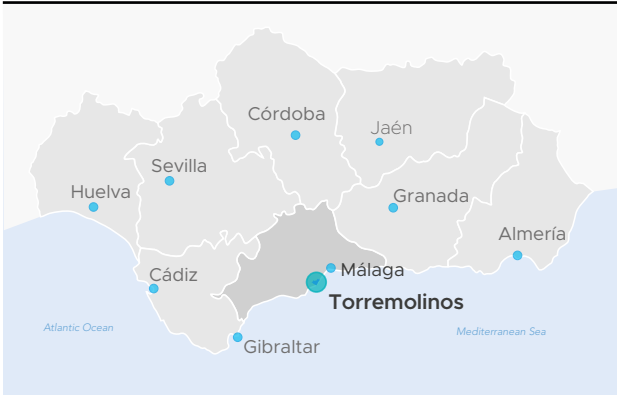 Córdoba
Jaén
Sevilla
Huelva
Granada
Almería
Cádiz
Málaga
Torremolinos
Atlantic Ocean
Mediterranean Sea
Gibraltar